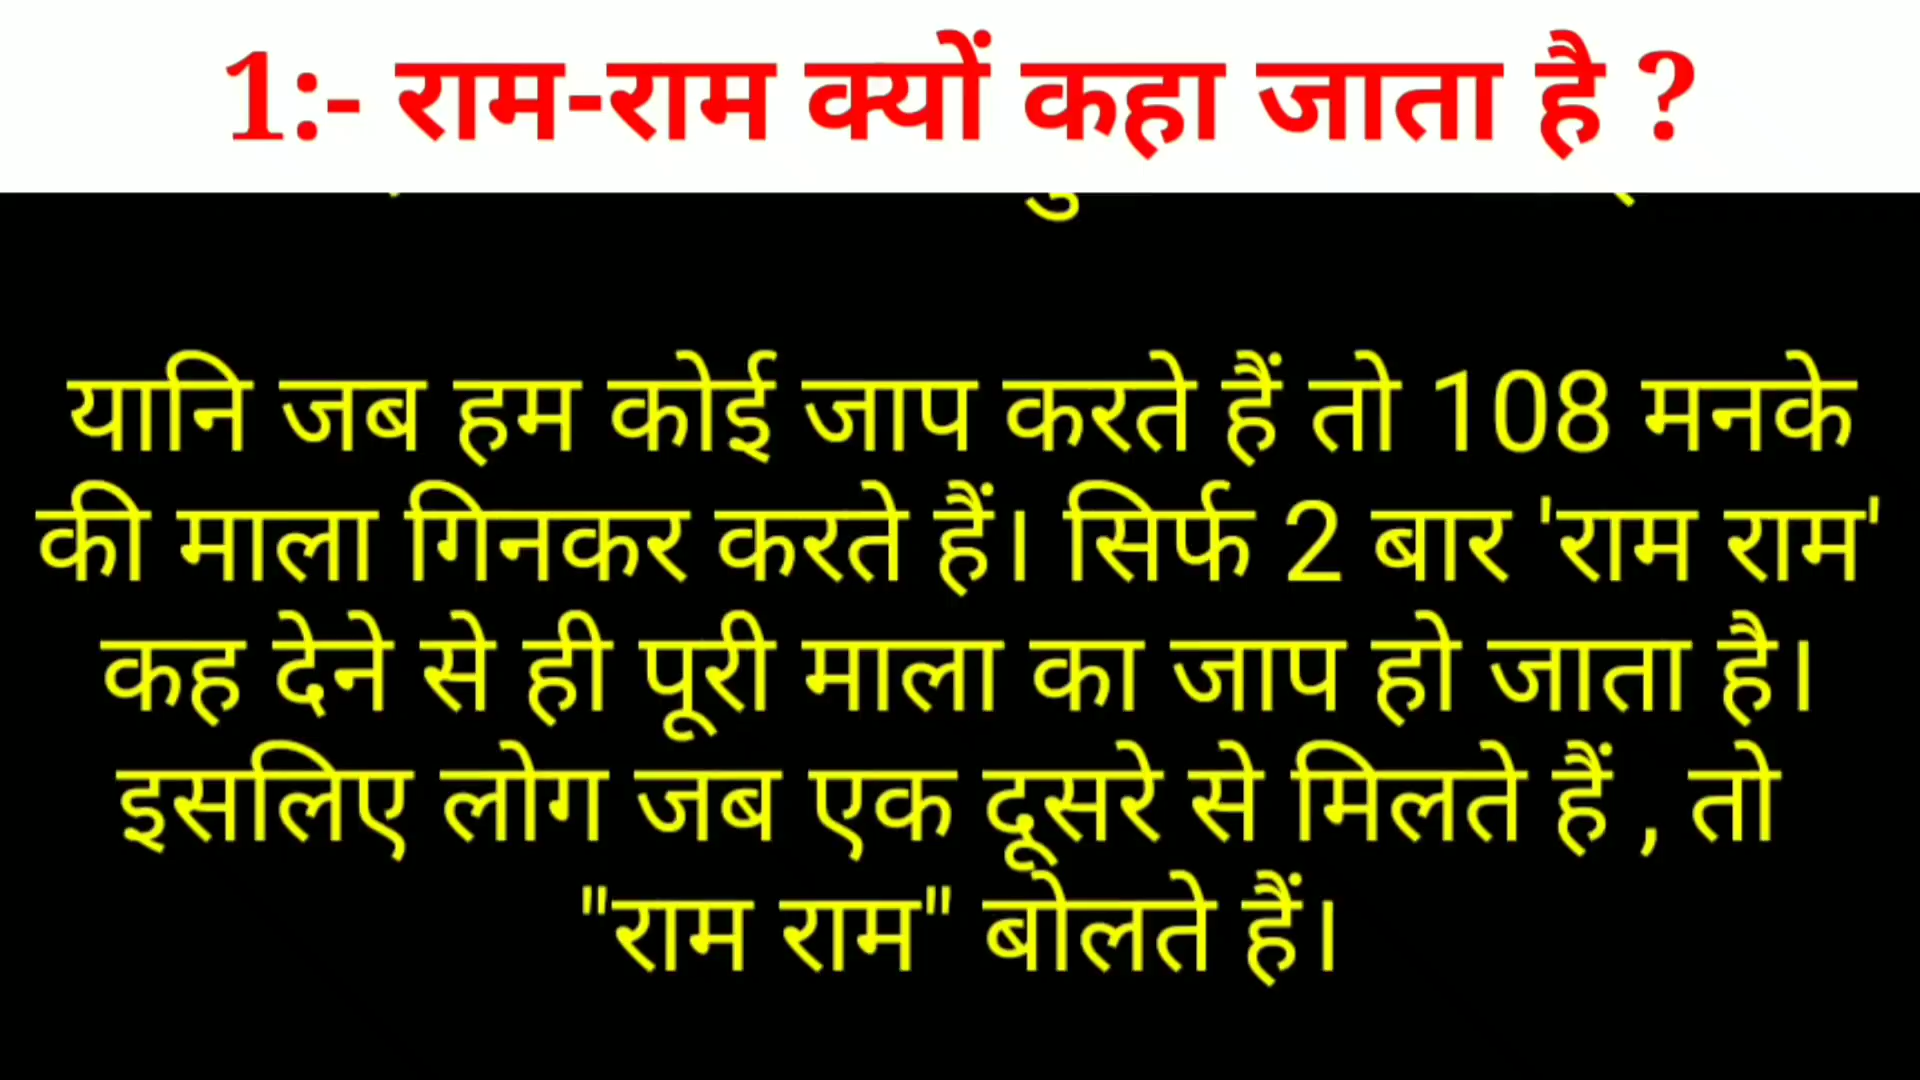 1:- राम-राम क्यों कहा जाता है ?
यानि जब हम कोई जाप करते हैं तो 108 मनके
की माला गिनकर करते हैं। सिर्फ 2 बार 'राम राम'
कह देने से ही पूरी माला का जाप हो जाता है।
इसलिए लोग जब एक दूसरे से मिलते हैं , तो
"राम राम" बोलते हैं।